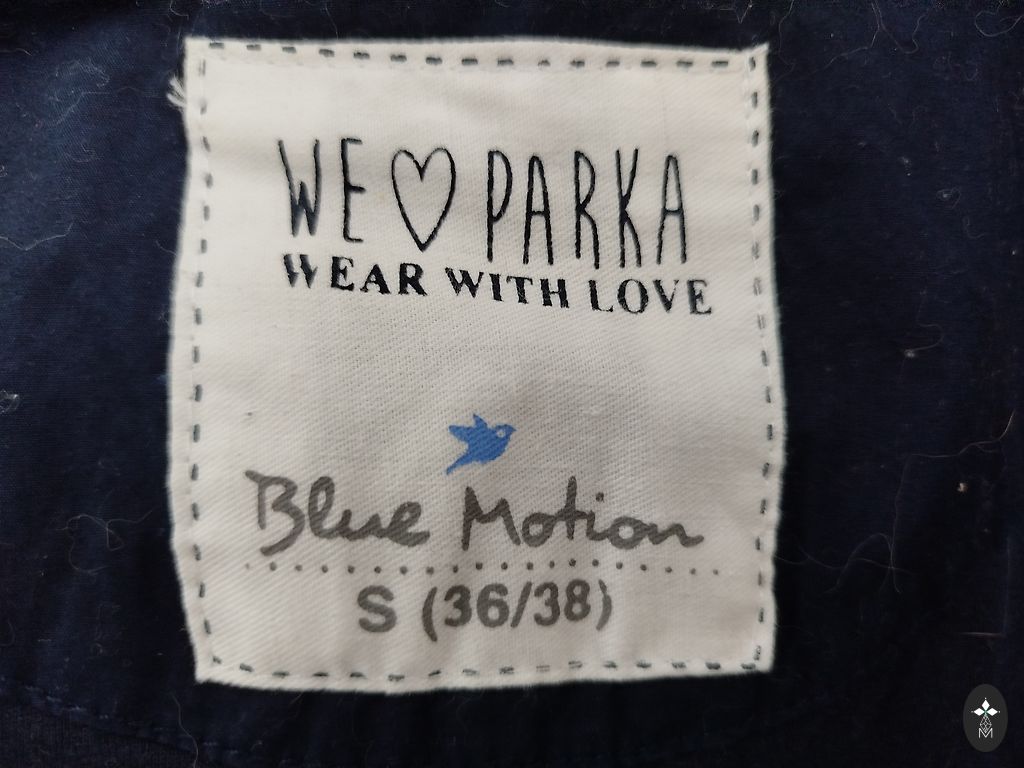 WE ♡ PARKA
WEAR WITH LOVE
Blue Motion
S (36/38)
M